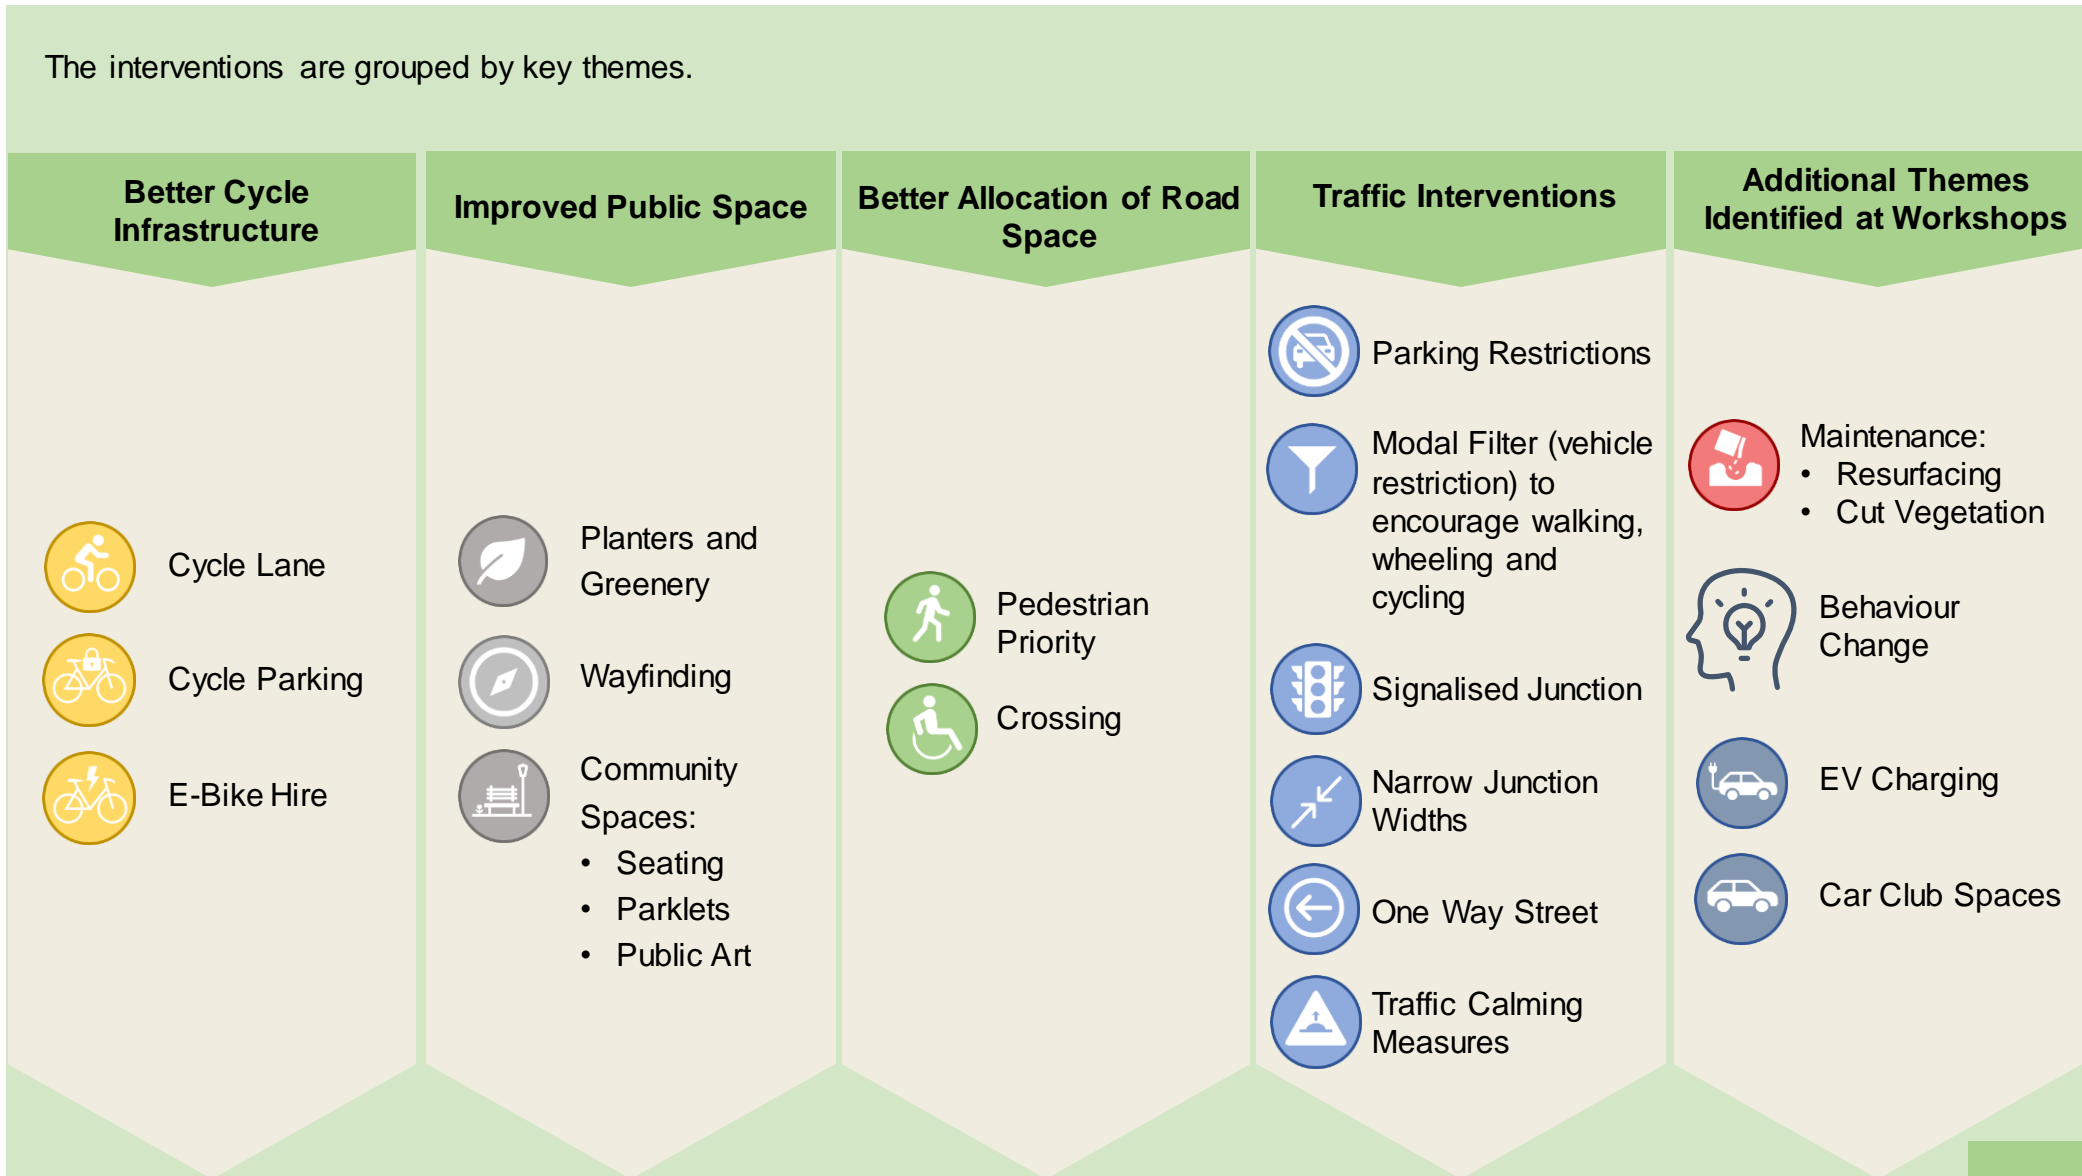 The interventions are grouped by key themes.
Better Cycle
Infrastructure
Cycle Lane
Cycle Parking
E-Bike Hire
Improved Public Space
Planters and
Greenery
Wayfinding
Community
Spaces:
• Seating
• Parklets
• Public Art
Better Allocation of Road
Space
Pedestrian
Priority
Crossing
Traffic Interventions
Parking Restrictions
Modal Filter (vehicle
restriction) to
encourage walking,
wheeling and
cycling
Signalised Junction
Narrow Junction
Widths
One Way Street
Traffic Calming
Measures
Additional Themes
Identified at Workshops
Maintenance:
• Resurfacing
• Cut Vegetation
Behaviour
Change
EV Charging
Car Club Spaces